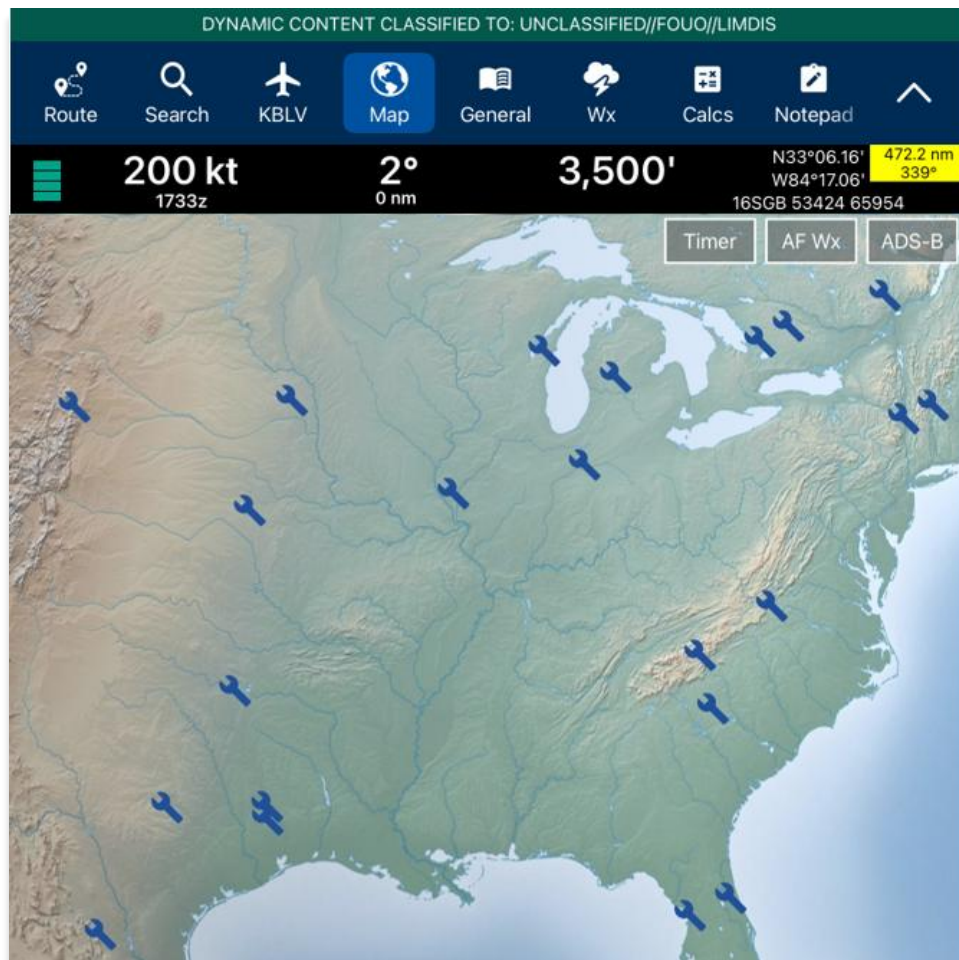 DYNAMIC CONTENT CLASSIFIED TO: UNCLASSIFIED//FOUO//LIMDIS
Route Search KBLV Map General Wx Calcs Notepad
200 kt 2° 3,500' N33°06.16' 472.2 nm
1733z 0 nm W84°17.06' 339°
16SGB 53424 65954
Timer AF Wx ADS-B